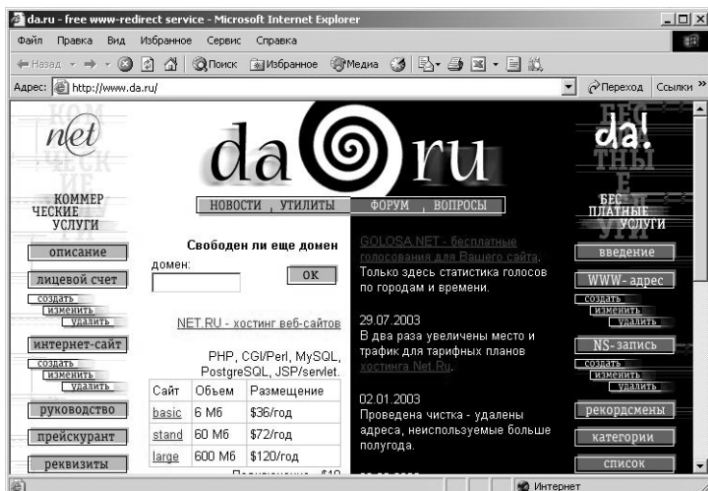 da.ru - free www-redirect service - Microsoft Internet Explorer
Файл Правка Вид Избранное Сервис Справка
Назад Поиск Избранное Медиа
Адрес: http://www.da.ru/ Переход Ссылки »
net
КОММЕР
ЧЕСКИЕ
УСЛУГИ
описание
лицевой счет
создать
изменить
удалить
интернет-сайт
создать
изменить
удалить
руководство
прейскурант
реквизиты
da ru
НОВОСТИ , УТИЛИТЫ ФОРУМ , ВОПРОСЫ
Свободен ли еще домен
домен:
OK
NET.RU - хостинг веб-сайтов
PHP, CGI/Perl, MySQL,
PostgreSQL, JSP/servlet.
Сайт Объем Размещение
basic 6 Мб $36/год
stand 60 Мб $72/год
large 600 Мб $120/год
GOLOSA.NET - бесплатные
голосования для Вашего сайта.
Только здесь статистика голосов
по городам и времени.
29.07.2003
В два раза увеличены место и
трафик для тарифных планов
хостинга Net.Ru.
02.01.2003
Проведена чистка - удалены
адреса, неиспользуемые больше
полугода.
da!
БЕС
ПЛАТНЫЕ
УСЛУГИ
введение
WWW-адрес
создать
изменить
удалить
NS-запись
создать
изменить
удалить
рекордсмены
категории
список
Интернет